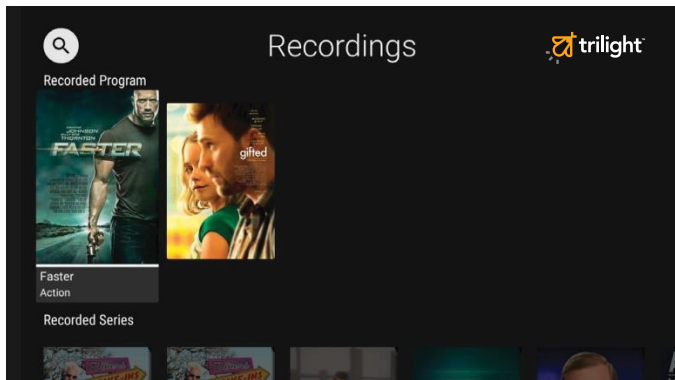 Recordings
trilight
Recorded Program
JOHNSON
THORNTON
FASTER
gifted
Faster
Action
Recorded Series